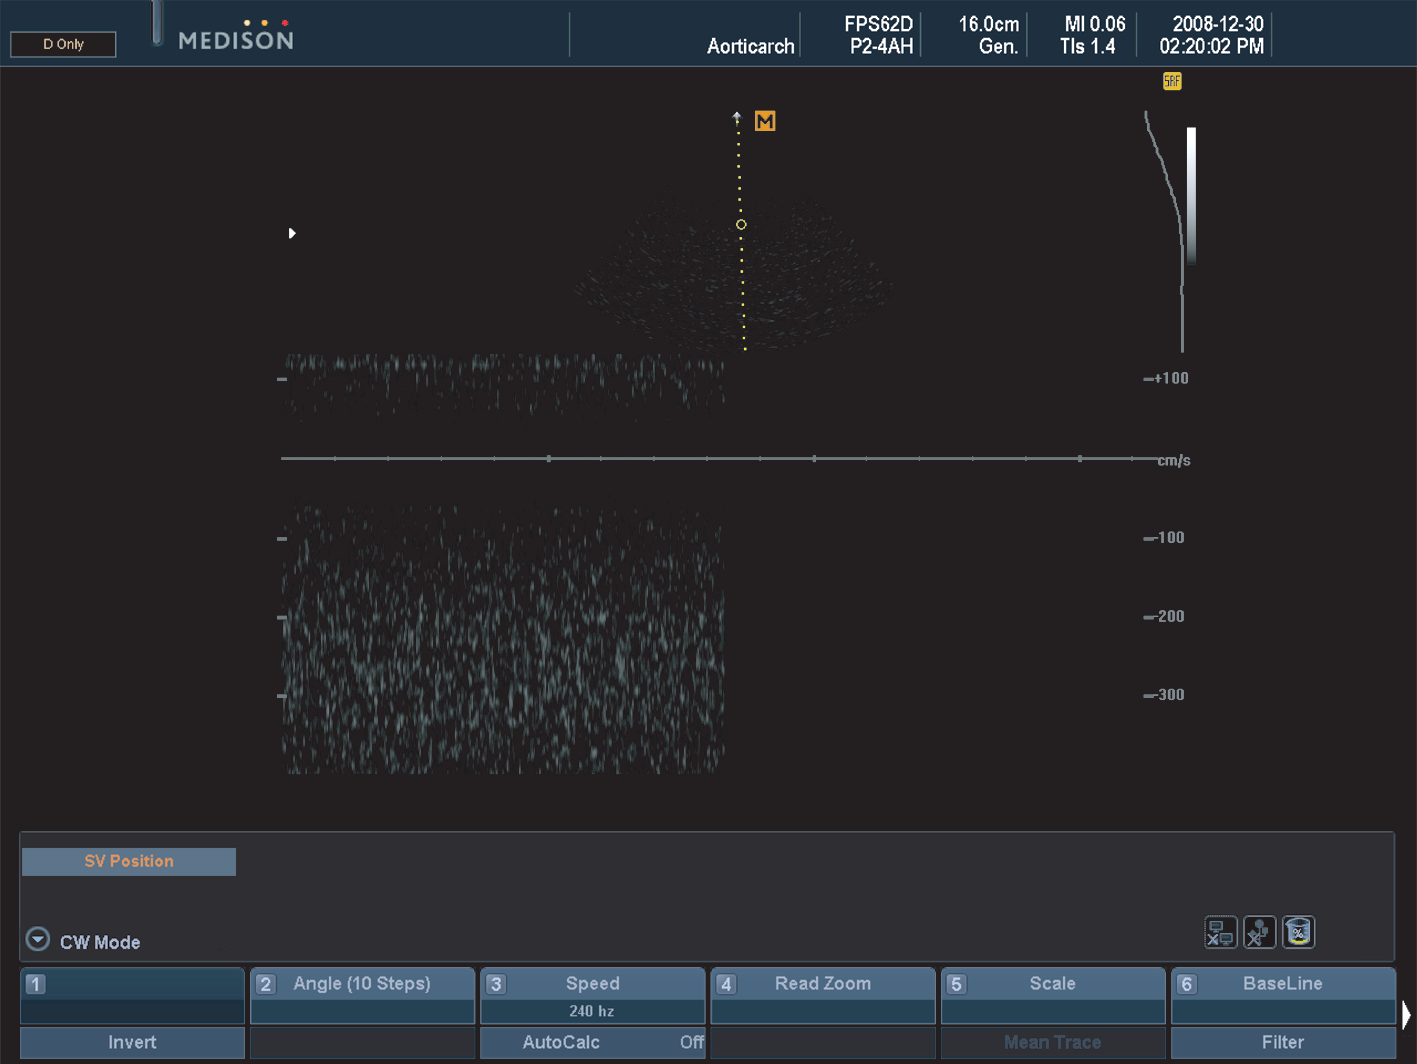 D Only
MEDISON
Aorticarch
FPS62D
P2-4AH
16.0cm
Gen.
MI 0.06
TIs 1.4
2008-12-30
02:20:02 PM
SRF
M
+100
cm/s
-100
-200
-300
SV Position
CW Mode
%
1
2 Angle (10 Steps)
3 Speed
240 hz
4 Read Zoom
5 Scale
6 BaseLine
Invert
AutoCalc Off
Mean Trace
Filter